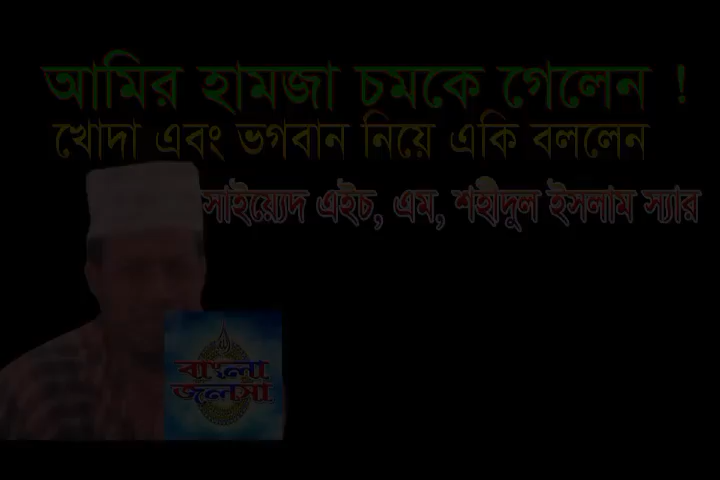 আমির হামজা চমকে গেলেন !
খোদা এবং ভগবান নিয়ে একি বললেন
সাইয়্যেদ এইচ, এম, শহীদুল ইসলাম স্যার
বাংলা
জলসা